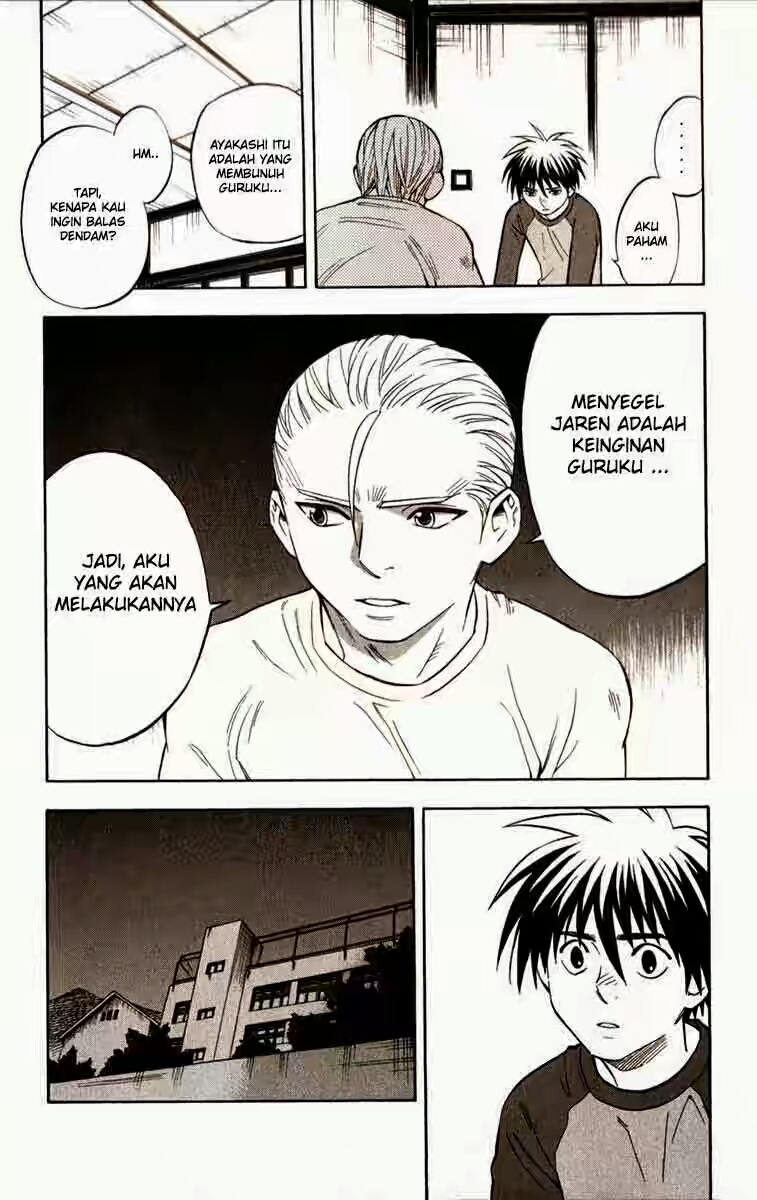 AYAKASHI ITU
ADALAH YANG
MEMBUNUH
GURUKU...
HM..
TAPI,
KENAPA KAU
INGIN BALAS
DENDAM?
......
AKU
PAHAM
...
MENYEGEL
JAREN ADALAH
KEINGINAN
GURUKU ...
JADI, AKU
YANG AKAN
MELAKUKANNYA